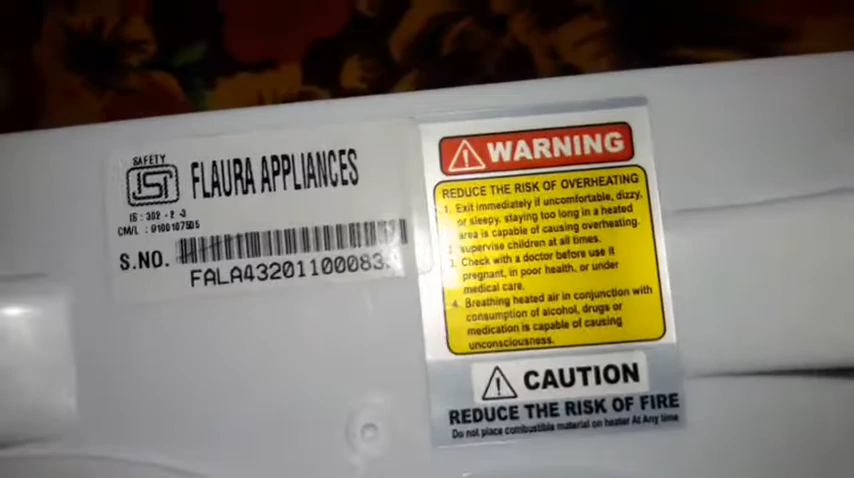 SAFETY
ISI
IS : 302 - 2 -3
CM/L : 9100107505
FLAURA APPLIANCES
S.NO.
FALA43201100083
WARNING
REDUCE THE RISK OF OVERHEATING
1. Exit immediately if uncomfortable, dizzy,
or sleepy. staying too long in a heated
area is capable of causing overheating.
2. supervise children at all times.
3. Check with a doctor before use it
pregnant, in poor health, or under
medical care.
4. Breathing heated air in conjunction with
consumption of alcohol, drugs or
medication is capable of causing
unconsciousness.
CAUTION
REDUCE THE RISK OF FIRE
Do not place combustible material on heater At Any time